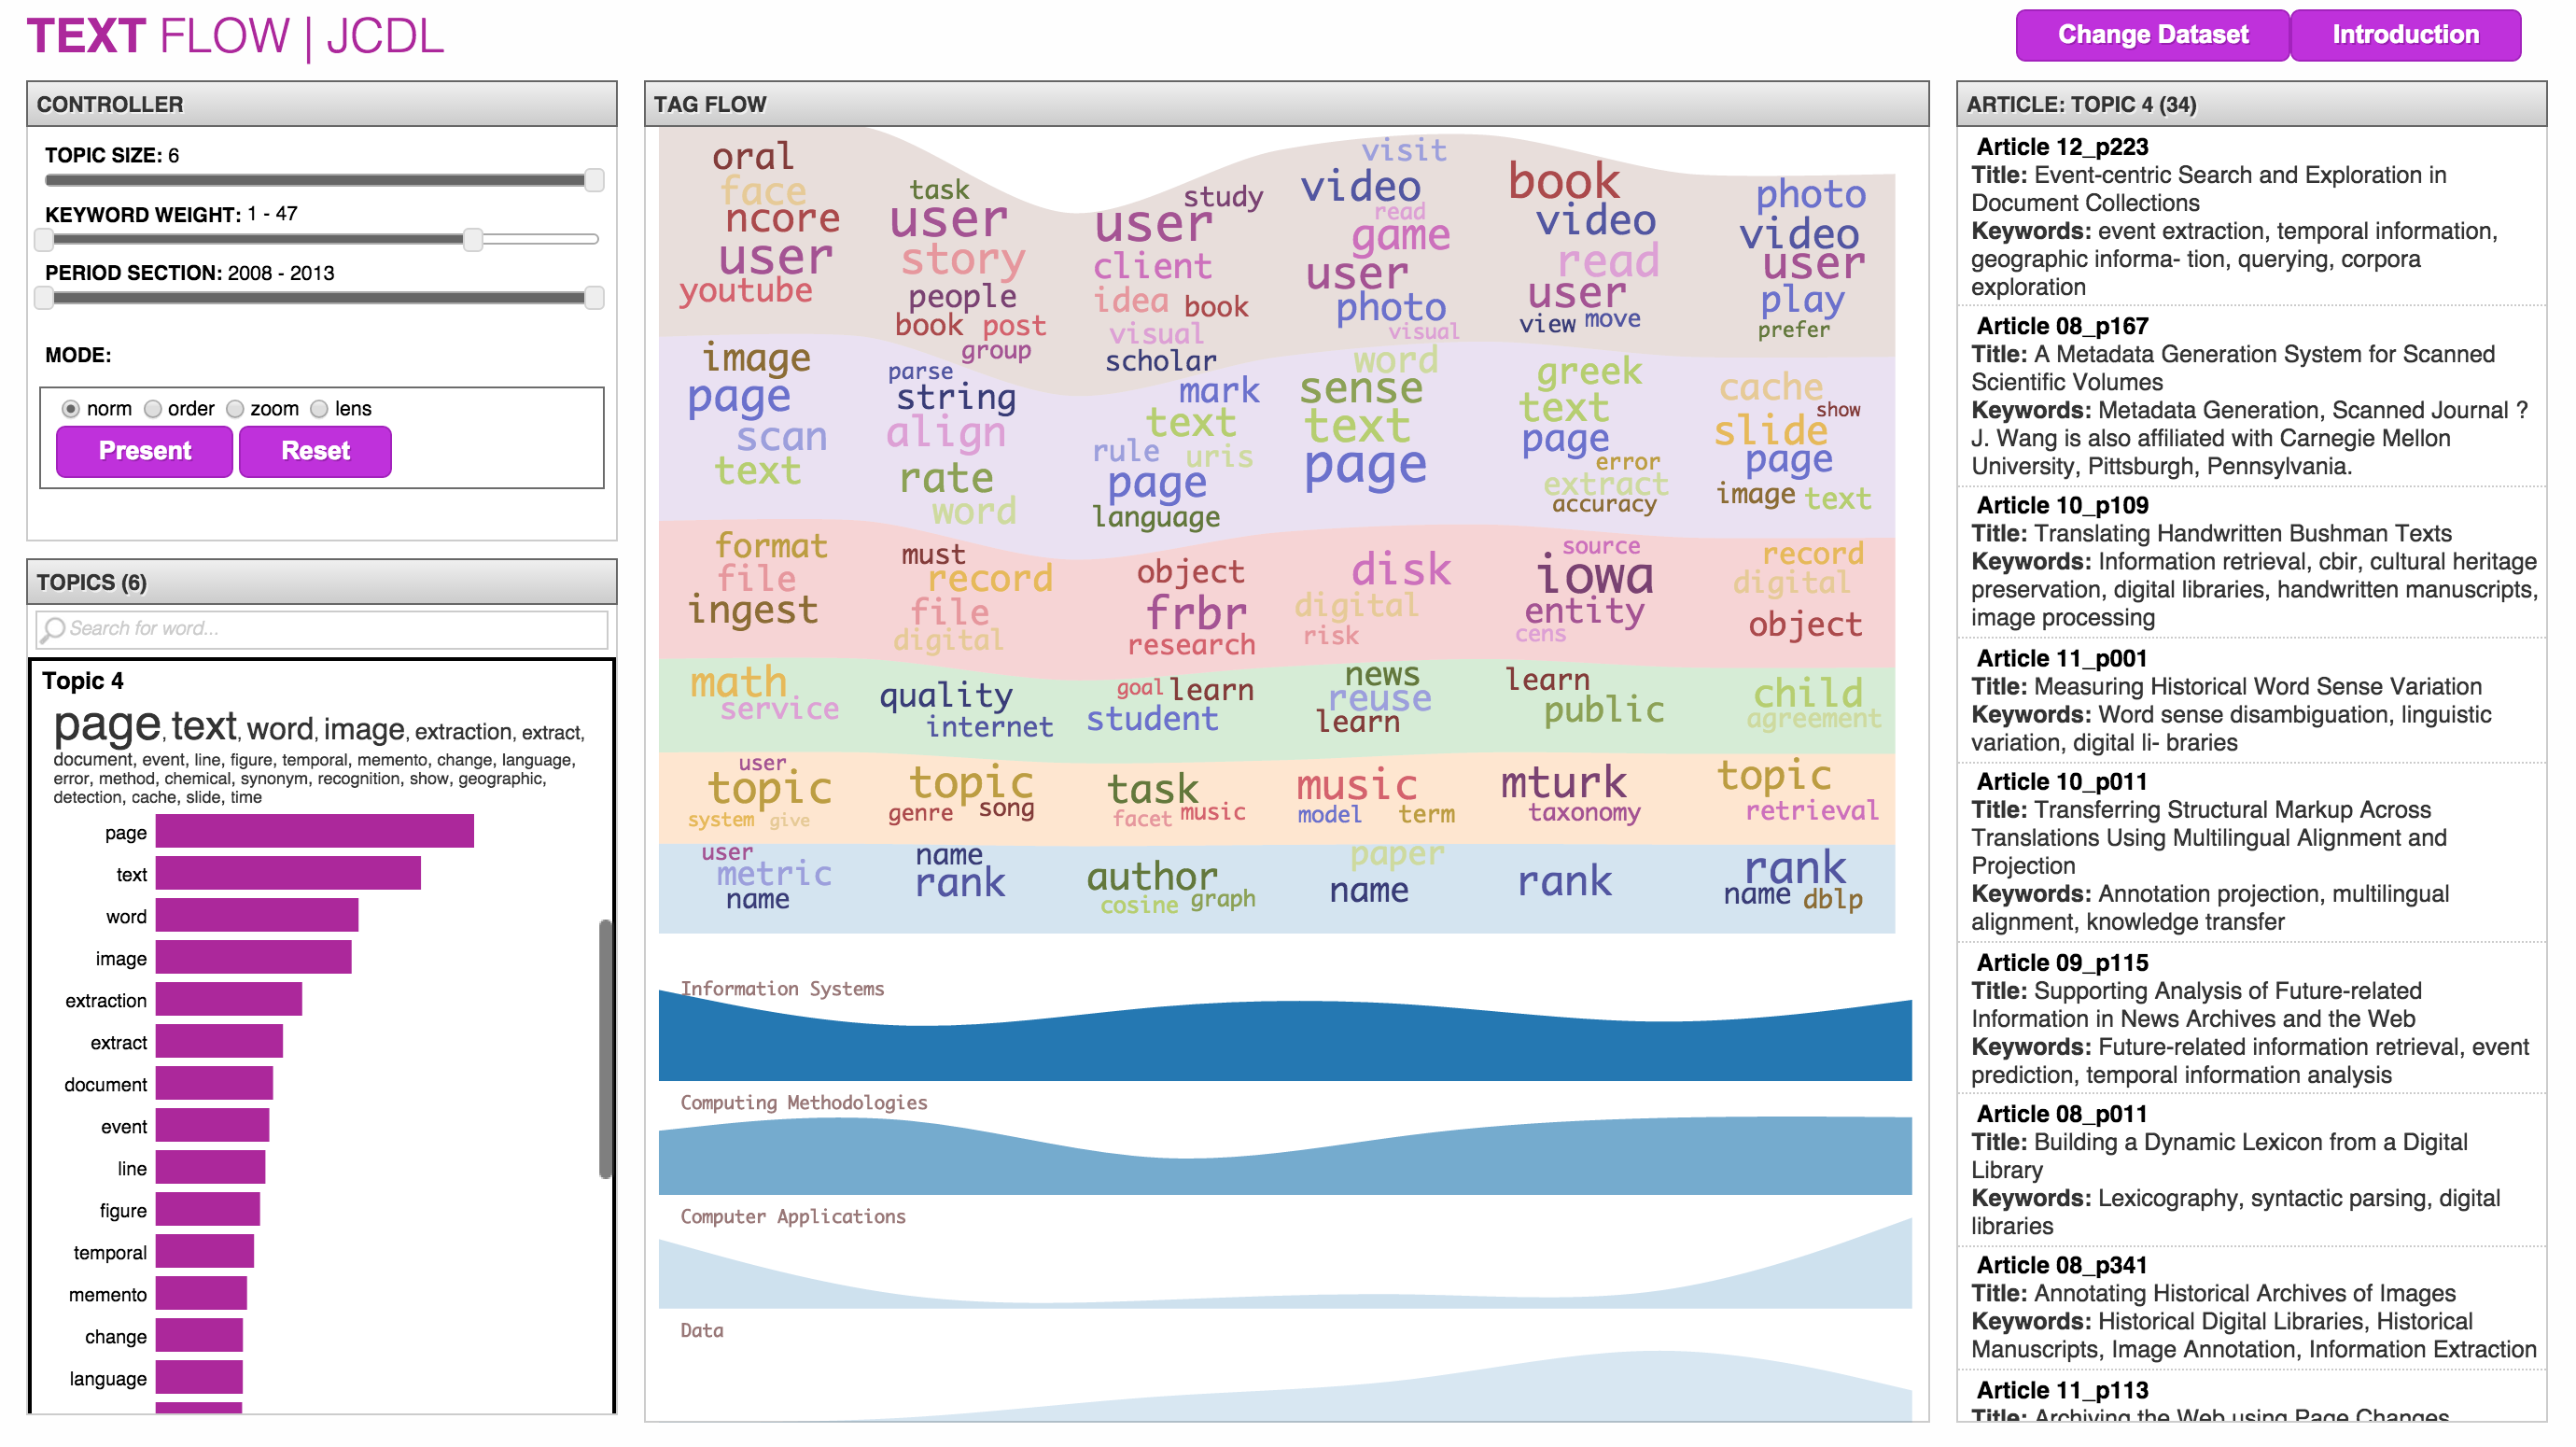 TEXT FLOW | JCDL
Change Dataset
Introduction
CONTROLLER
TOPIC SIZE: 6
KEYWORD WEIGHT: 1 - 47
PERIOD SECTION: 2008 - 2013
MODE:
norm order zoom lens
Present Reset
TOPICS (6)
Search for word...
Topic 4
page, text, word, image, extraction, extract,
document, event, line, figure, temporal, memento, change, language,
error, method, chemical, synonym, recognition, show, geographic,
detection, cache, slide, time
page
text
word
image
extraction
extract
document
event
line
figure
temporal
memento
change
language
TAG FLOW
oral
face
ncore
user
youtube
task
user
story
people
book post
group
study
user
client
idea book
visual
scholar
visit
video
read
game
user
photo
visual
book
video
read
user
view move
photo
video
user
play
prefer
image
page
scan
text
parse
string
align
rate
word
mark
text
rule uris
page
language
word
sense
text
page
greek
text
page
error
extract
accuracy
cache
show
slide
page
image text
format
file
ingest
must
record
file
digital
object
frbr
research
disk
digital
risk
source
iowa
entity
cens
record
digital
object
math
service
quality
internet
goal learn
student
news
reuse
learn
learn
public
child
agreement
user
topic
system give
topic
genre song
task
facet music
music
model term
mturk
taxonomy
topic
retrieval
user
metric
name
name
rank
author
cosine graph
paper
name
rank
rank
name dblp
Information Systems
Computing Methodologies
Computer Applications
Data
ARTICLE: TOPIC 4 (34)
Article 12_p223
Title: Event-centric Search and Exploration in
Document Collections
Keywords: event extraction, temporal information,
geographic informa- tion, querying, corpora
exploration
Article 08_p167
Title: A Metadata Generation System for Scanned
Scientific Volumes
Keywords: Metadata Generation, Scanned Journal ?
J. Wang is also affiliated with Carnegie Mellon
University, Pittsburgh, Pennsylvania.
Article 10_p109
Title: Translating Handwritten Bushman Texts
Keywords: Information retrieval, cbir, cultural heritage
preservation, digital libraries, handwritten manuscripts,
image processing
Article 11_p001
Title: Measuring Historical Word Sense Variation
Keywords: Word sense disambiguation, linguistic
variation, digital li- braries
Article 10_p011
Title: Transferring Structural Markup Across
Translations Using Multilingual Alignment and
Projection
Keywords: Annotation projection, multilingual
alignment, knowledge transfer
Article 09_p115
Title: Supporting Analysis of Future-related
Information in News Archives and the Web
Keywords: Future-related information retrieval, event
prediction, temporal information analysis
Article 08_p011
Title: Building a Dynamic Lexicon from a Digital
Library
Keywords: Lexicography, syntactic parsing, digital
libraries
Article 08_p341
Title: Annotating Historical Archives of Images
Keywords: Historical Digital Libraries, Historical
Manuscripts, Image Annotation, Information Extraction
Article 11_p113
Title: Archiving the Web using Page Changes